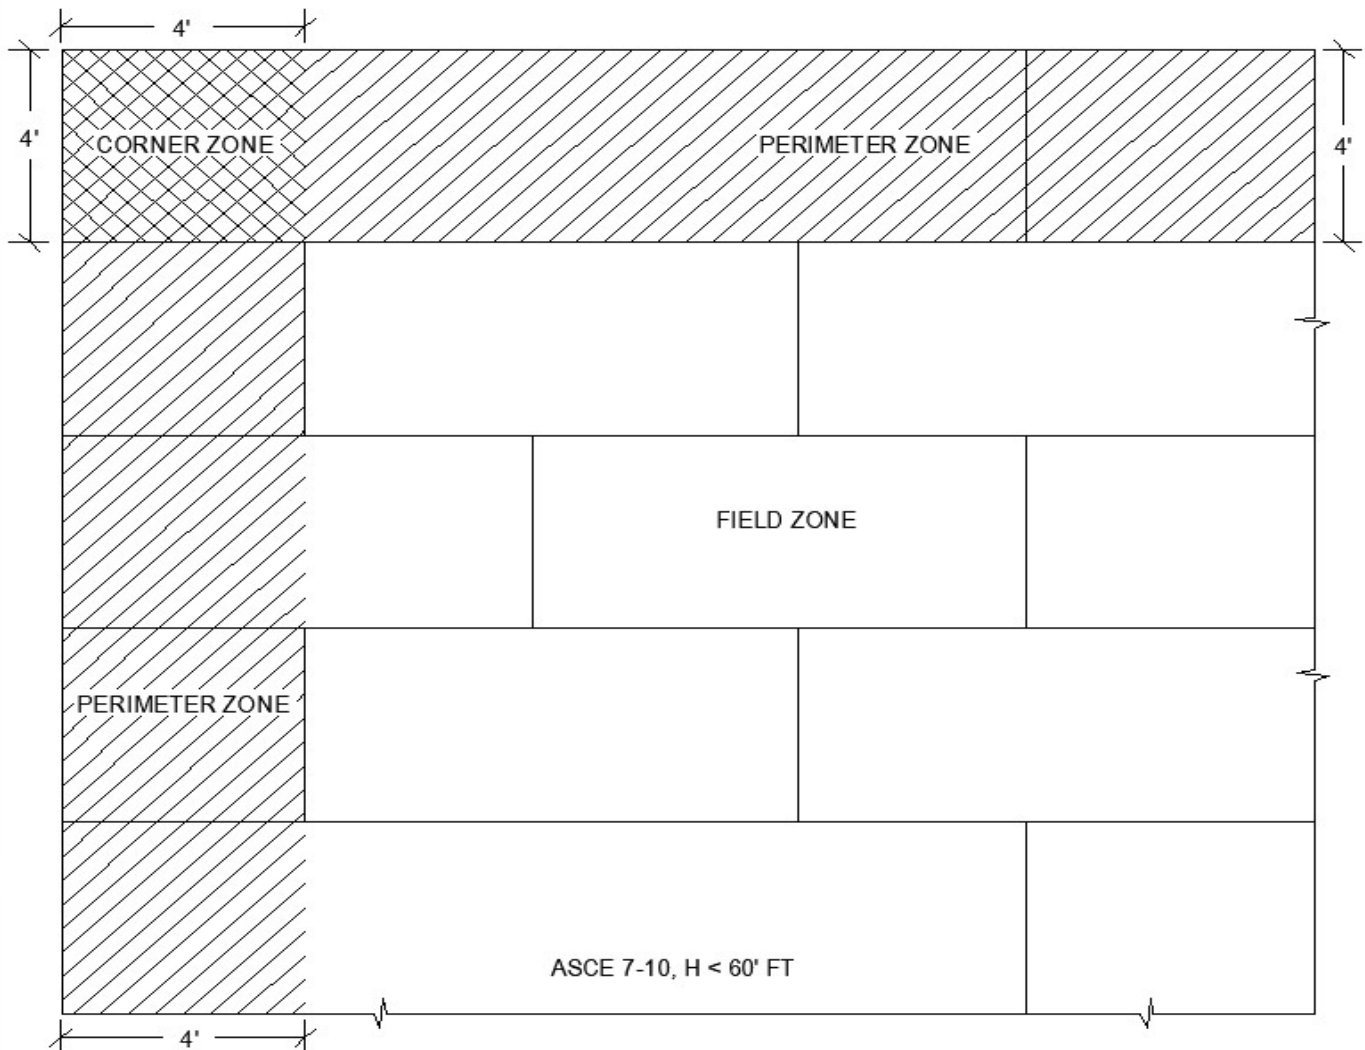 4'
4'
CORNER ZONE
PERIMETER ZONE
4'
FIELD ZONE
PERIMETER ZONE
ASCE 7-10, H < 60' FT
4'